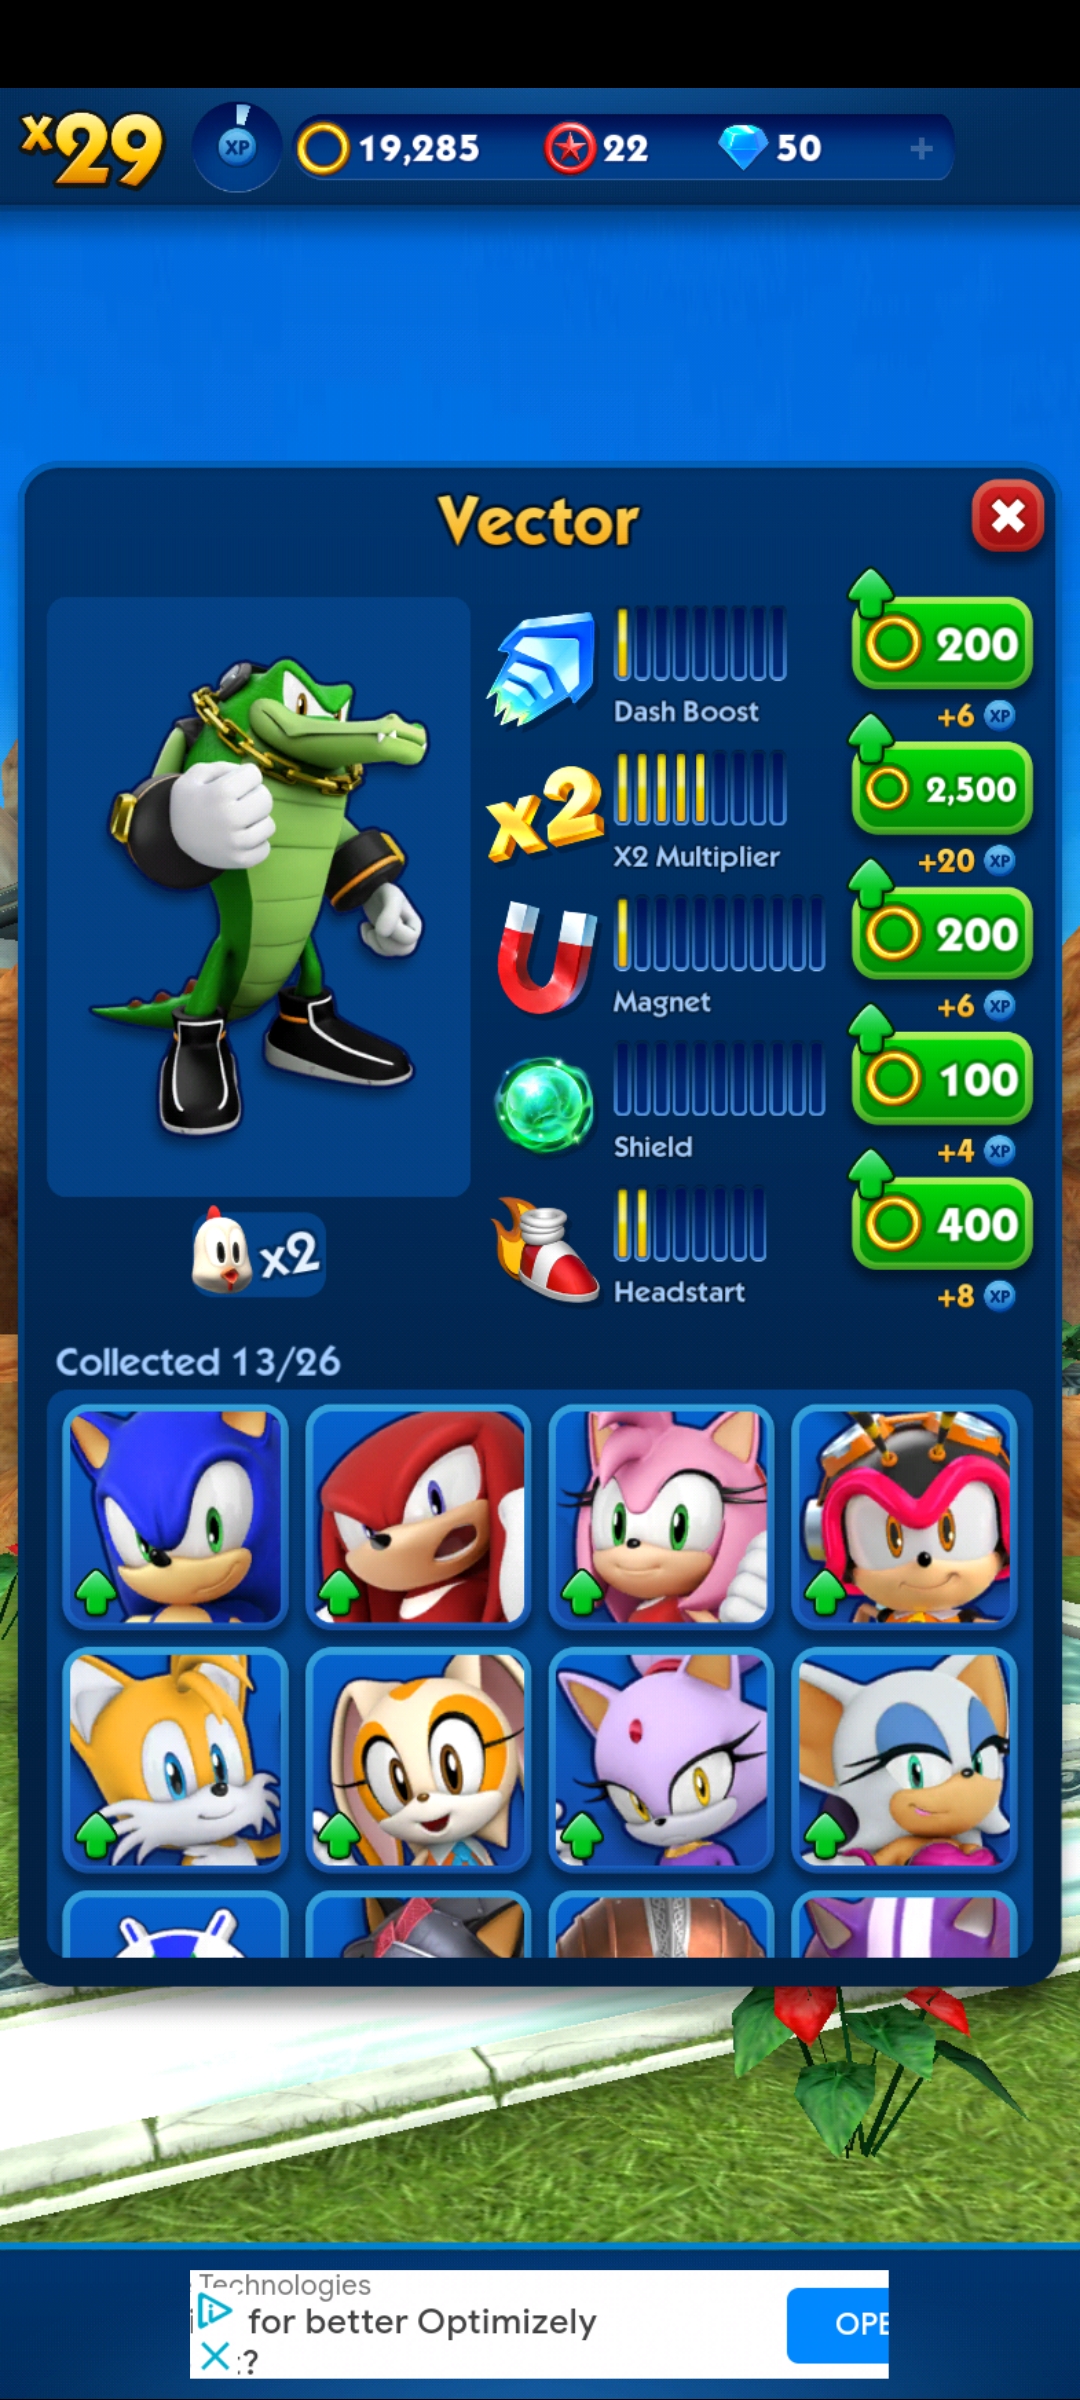 x29 XP 19,285 22 50 +
Vector
200
Dash Boost
+6 XP
x2
2,500
X2 Multiplier
+20 XP
200
Magnet
+6 XP
100
Shield
+4 XP
x2
400
Headstart
+8 XP
Collected 13/26
Technologies
for better Optimizely
OPE
:?